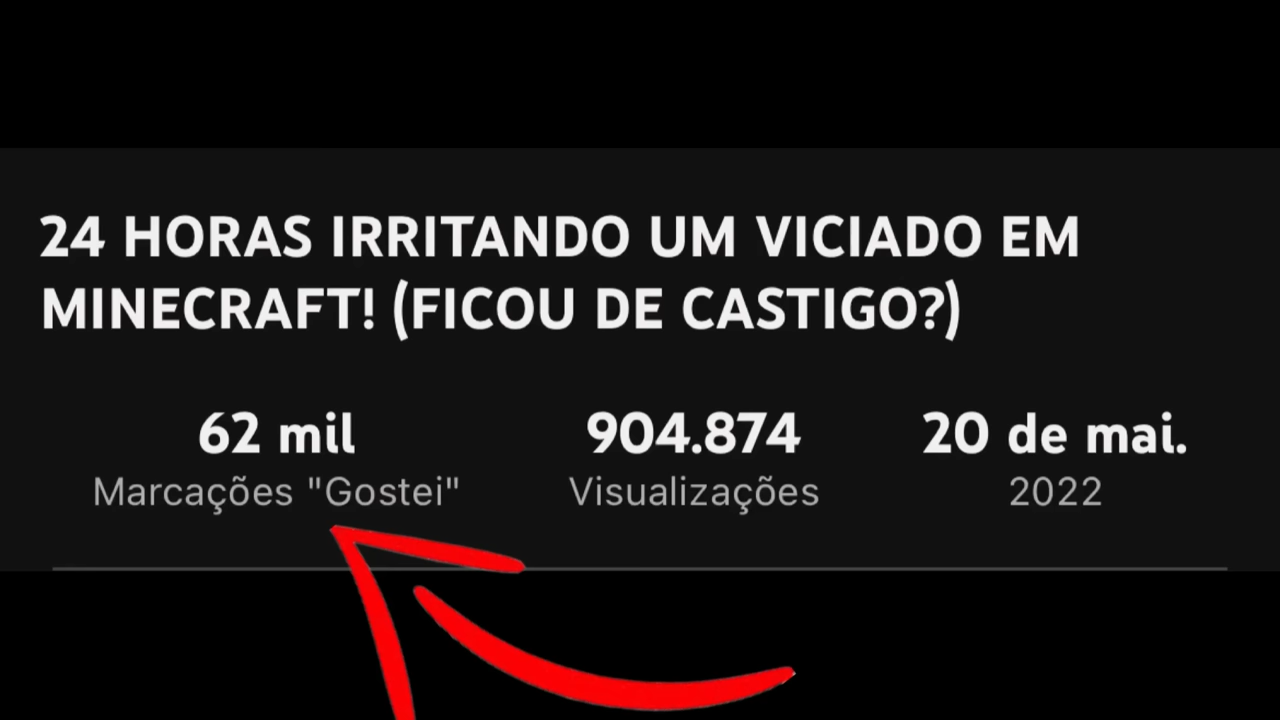 24 HORAS IRRITANDO UM VICIADO EM
MINECRAFT! (FICOU DE CASTIGO?)
62 mil 904.874 20 de mai.
Marcações "Gostei" Visualizações 2022